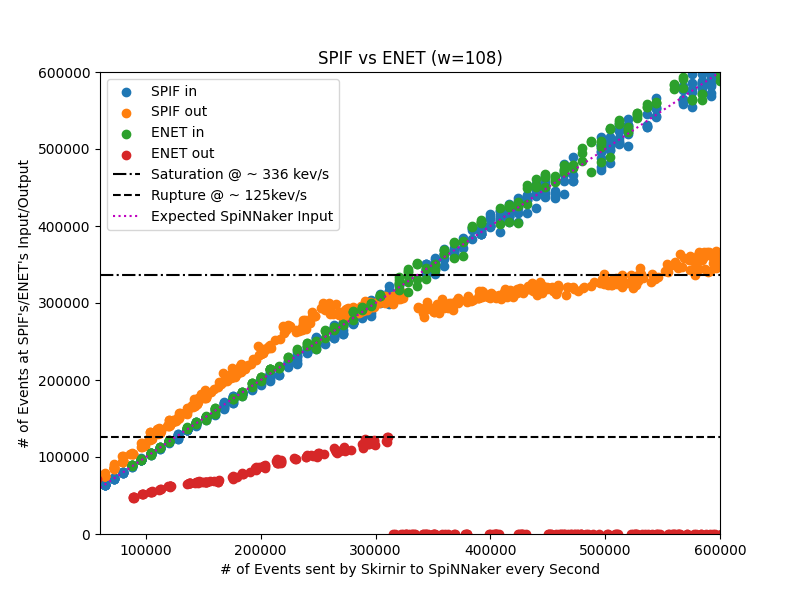 SPIF vs ENET (w=108)
# of Events at SPIF's/ENET's Input/Output
600000
500000
400000
300000
200000
100000
0
SPIF in
SPIF out
ENET in
ENET out
Saturation @ ~ 336 kev/s
Rupture @ ~ 125kev/s
Expected SpiNNaker Input
100000 200000 300000 400000 500000 600000
# of Events sent by Skirnir to SpiNNaker every Second